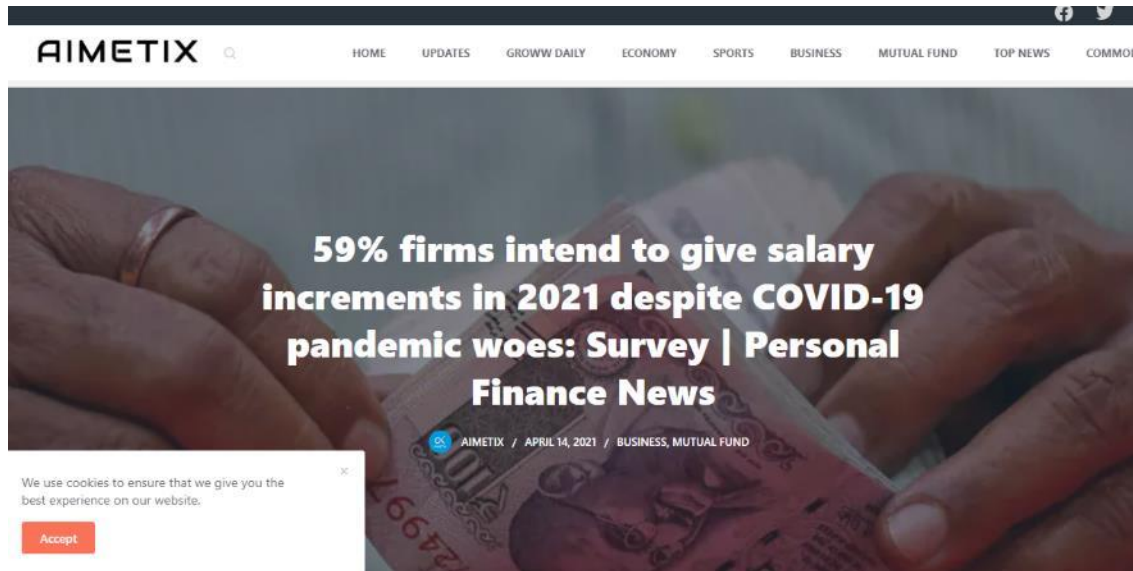 AIMETIX
HOME UPDATES GROWW DAILY ECONOMY SPORTS BUSINESS MUTUAL FUND TOP NEWS COMMOD
59% firms intend to give salary
increments in 2021 despite COVID-19
pandemic woes: Survey | Personal
Finance News
AIMETIX / APRIL 14, 2021 / BUSINESS, MUTUAL FUND
We use cookies to ensure that we give you the
best experience on our website.
Accept